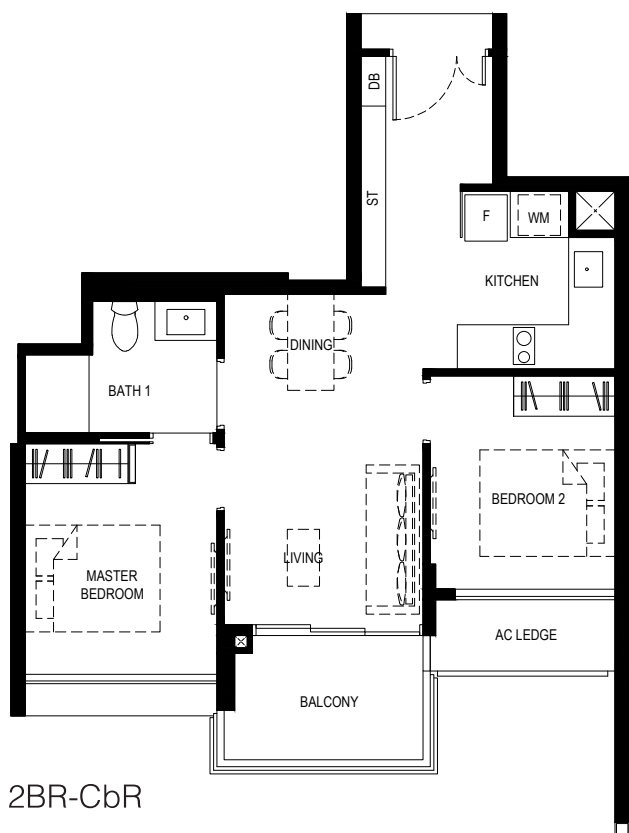 DB
ST
F
WM
KITCHEN
DINING
BATH 1
BEDROOM 2
LIVING
MASTER
BEDROOM
AC LEDGE
BALCONY
2BR-CbR